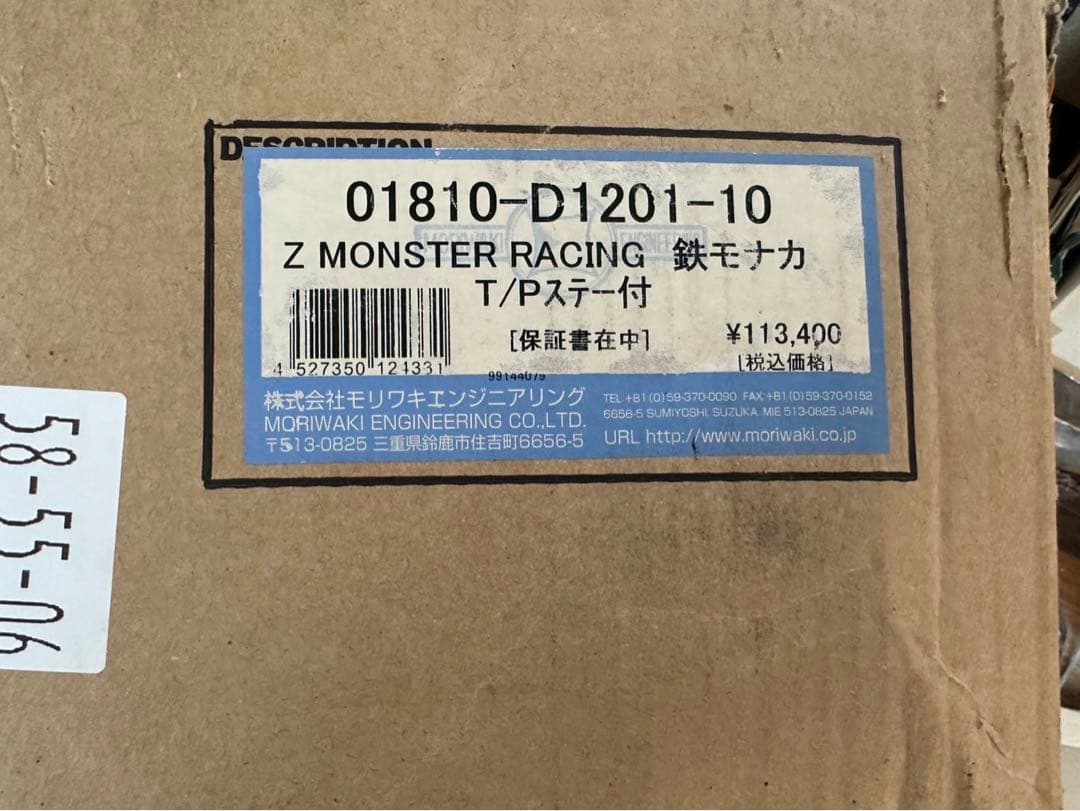 DESCRIPTION
01810-D1201-10
MORIWAKI ENGINEERING
Z MONSTER RACING 鉄モナカ
T/Pステー付
[保証書在中] ¥113,400
[税込価格]
4 527350 124331
99144079
株式会社モリワキエンジニアリング
MORIWAKI ENGINEERING CO.,LTD.
〒513-0825 三重県鈴鹿市住吉町6656-5
TEL +81(0)59-370-0090 FAX +81(0)59-370-0152
6656-5 SUMIYOSHI, SUZUKA, MIE 513-0825 JAPAN
URL http://www.moriwaki.co.jp
58-55-06